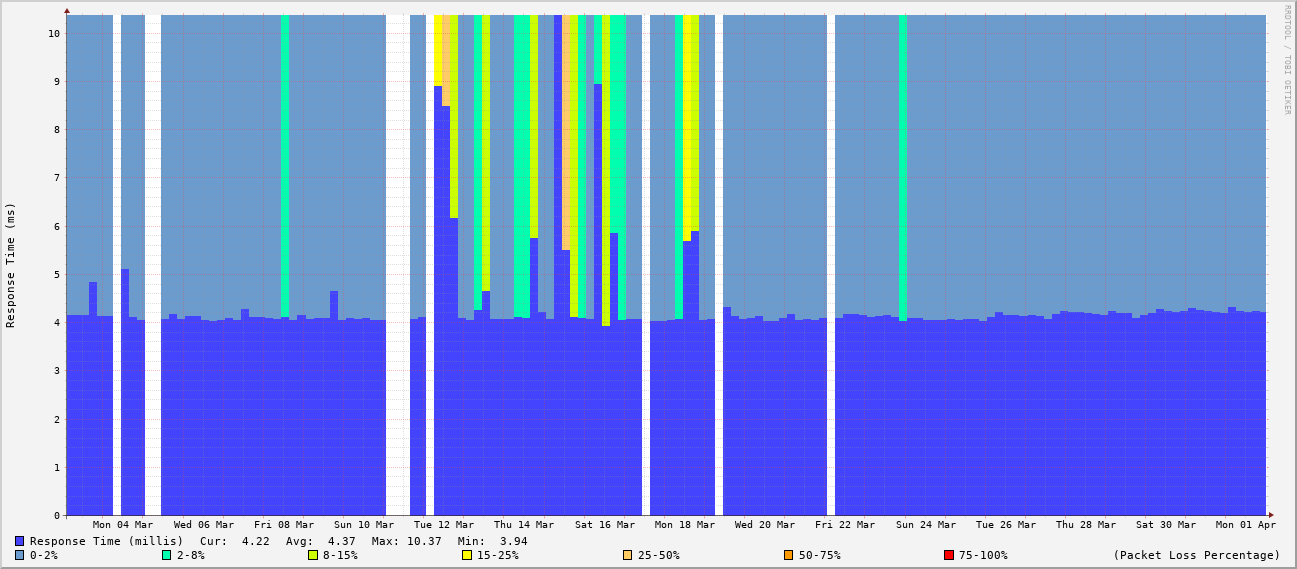 RRDTOOL / TOBI OETIKER
Response Time (ms)
10
9
8
7
6
5
4
3
2
1
0
Mon 04 Mar Wed 06 Mar Fri 08 Mar Sun 10 Mar Tue 12 Mar Thu 14 Mar Sat 16 Mar Mon 18 Mar Wed 20 Mar Fri 22 Mar Sun 24 Mar Tue 26 Mar Thu 28 Mar Sat 30 Mar Mon 01 Apr
Response Time (millis) Cur: 4.22 Avg: 4.37 Max: 10.37 Min: 3.94
0-2% 2-8% 8-15% 15-25% 25-50% 50-75% 75-100% (Packet Loss Percentage)